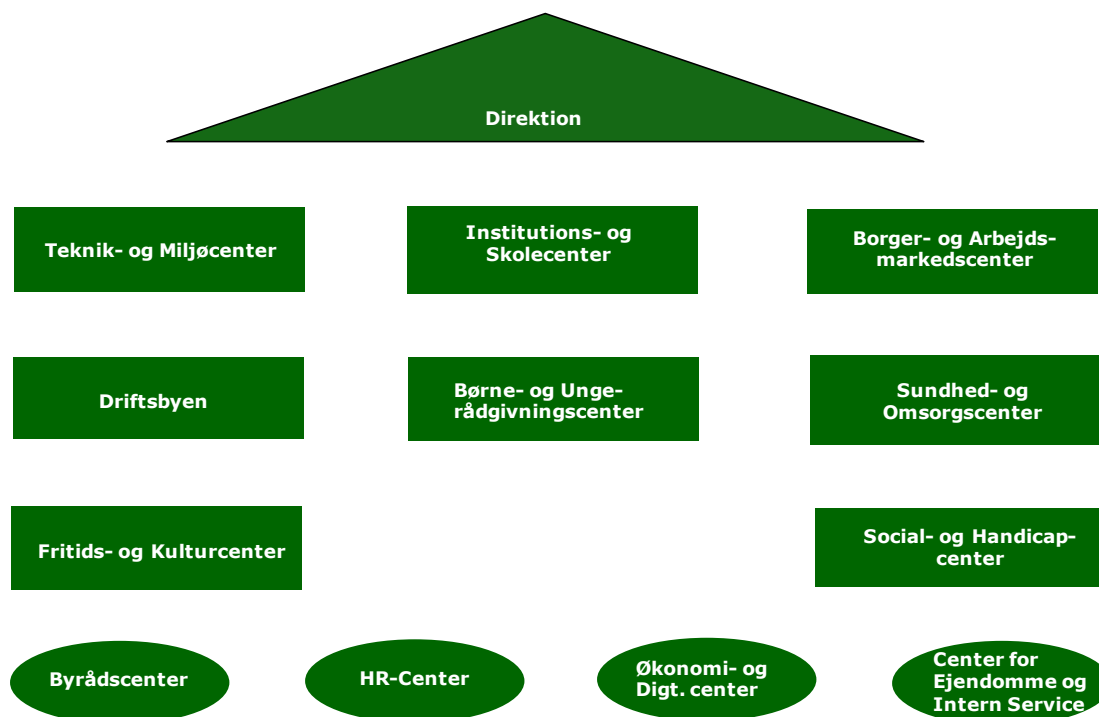 Direktion
Teknik- og Miljøcenter
Institutions- og
Skolecenter
Borger- og Arbejds-
markedscenter
Driftsbyen
Børne- og Unge-
rådgivningscenter
Sundhed- og
Omsorgscenter
Fritids- og Kulturcenter
Social- og Handicap-
center
Byrådscenter
HR-Center
Økonomi- og
Digt. center
Center for
Ejendomme og
Intern Service